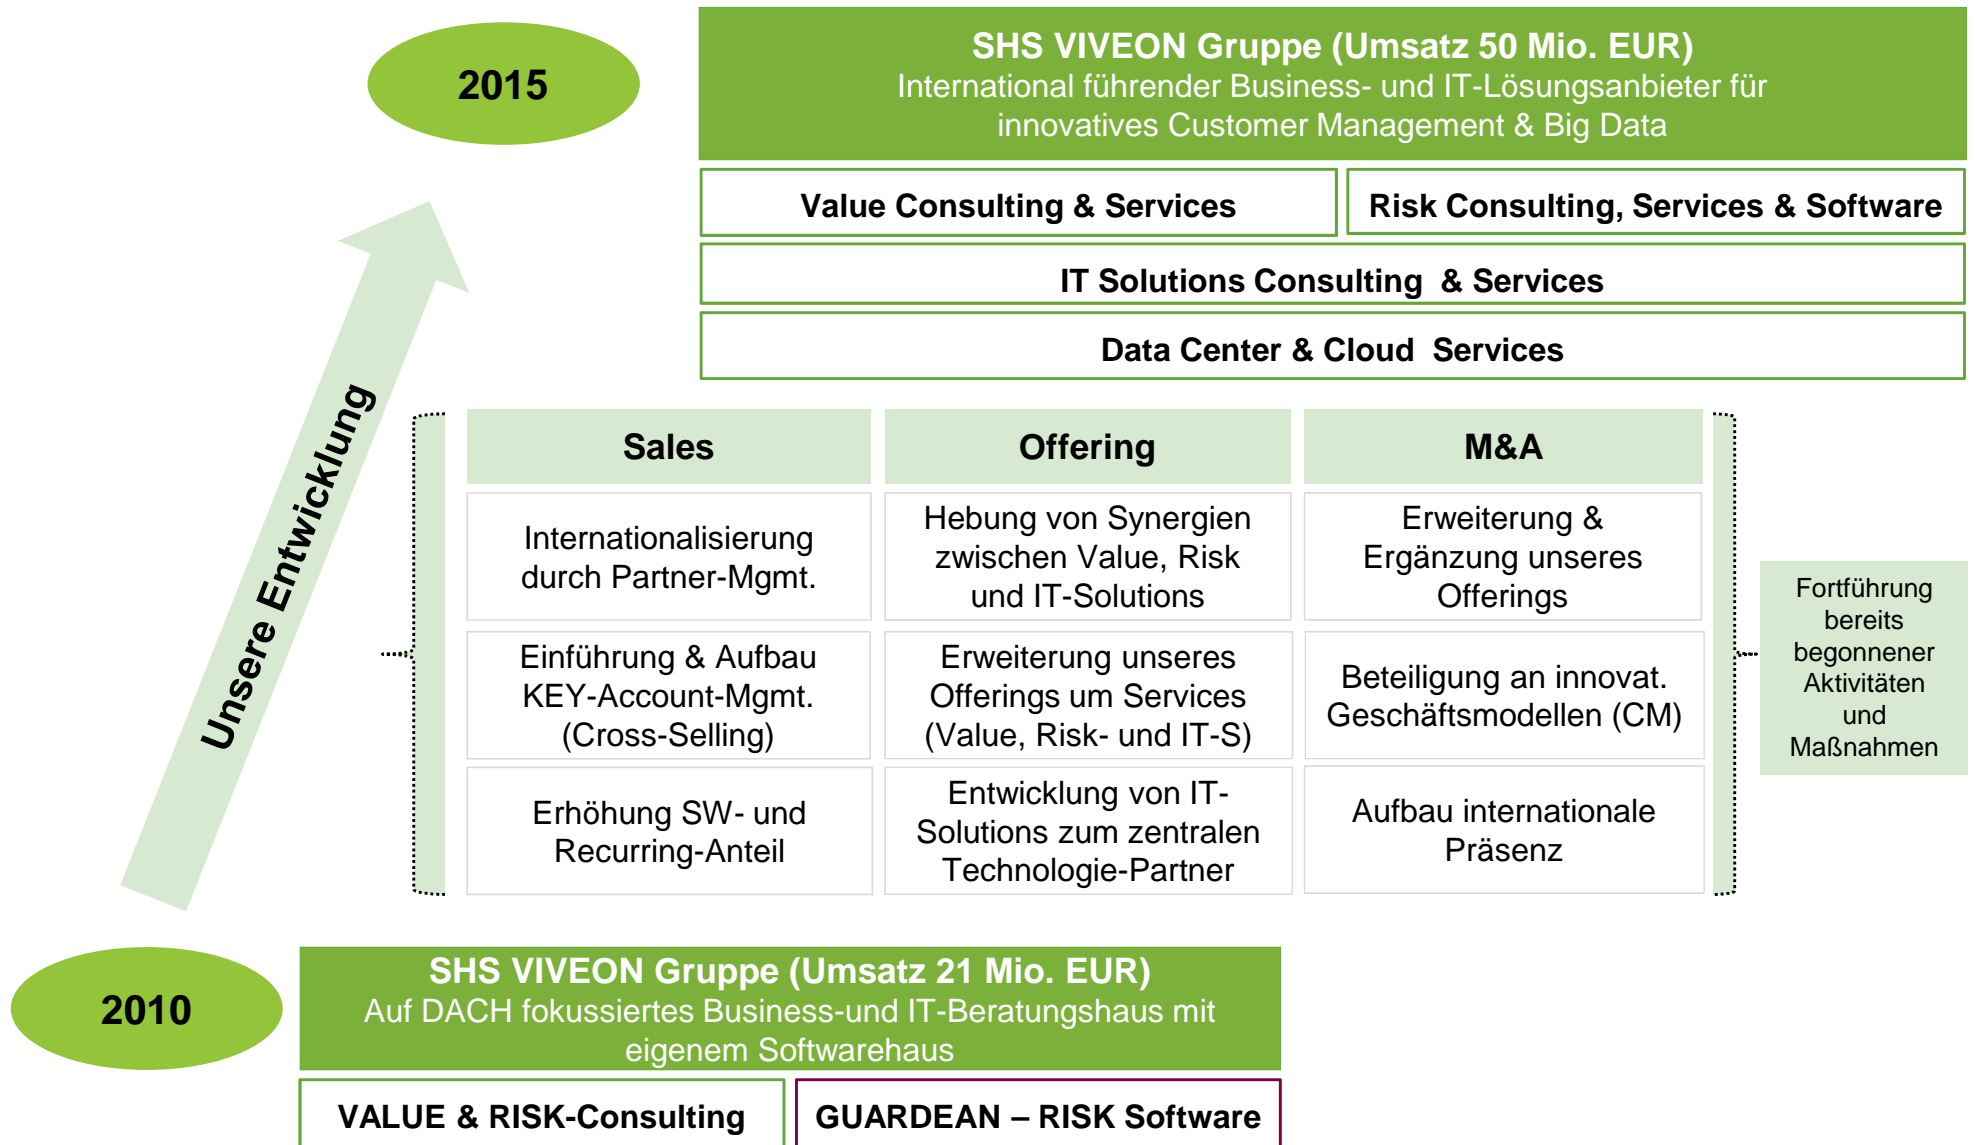 2015
SHS VIVEON Gruppe (Umsatz 50 Mio. EUR)
International führender Business- und IT-Lösungsanbieter für
innovatives Customer Management & Big Data
Value Consulting & Services
Risk Consulting, Services & Software
IT Solutions Consulting & Services
Data Center & Cloud Services
Unsere Entwicklung
Sales
Internationalisierung
durch Partner-Mgmt.
Einführung & Aufbau
KEY-Account-Mgmt.
(Cross-Selling)
Erhöhung SW- und
Recurring-Anteil
Offering
Hebung von Synergien
zwischen Value, Risk
und IT-Solutions
Erweiterung unseres
Offerings um Services
(Value, Risk- und IT-S)
Entwicklung von IT-
Solutions zum zentralen
Technologie-Partner
M&A
Erweiterung &
Ergänzung unseres
Offerings
Beteiligung an innovat.
Geschäftsmodellen (CM)
Aufbau internationale
Präsenz
Fortführung
bereits
begonnener
Aktivitäten
und
Maßnahmen
2010
SHS VIVEON Gruppe (Umsatz 21 Mio. EUR)
Auf DACH fokussiertes Business-und IT-Beratungshaus mit
eigenem Softwarehaus
VALUE & RISK-Consulting
GUARDEAN – RISK Software